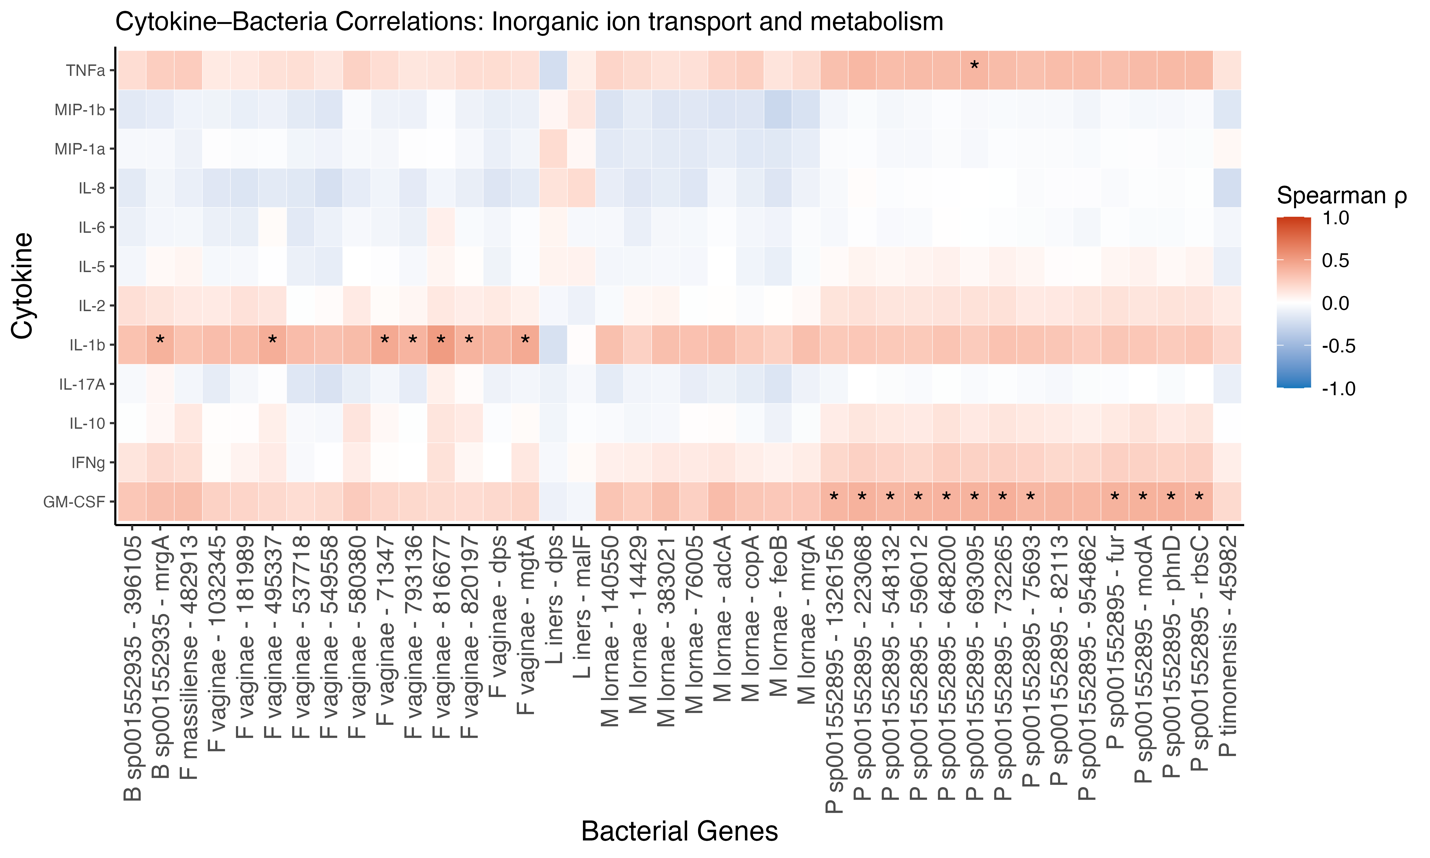 Cytokine–Bacteria Correlations: Inorganic ion transport and metabolism
Cytokine
TNFa
MIP-1b
MIP-1a
IL-8
IL-6
IL-5
IL-2
IL-1b
IL-17A
IL-10
IFNg
GM-CSF
*
* * * * * * *
* * * * * * * * * * * *
Spearman ρ
1.0
0.5
0.0
-0.5
-1.0
B sp001552935 - 396105
B sp001552935 - mrgA
F massiliense - 4829113
F vaginae - 1032345
F vaginae - 181989
F vaginae - 495337
F vaginae - 537718
F vaginae - 549558
F vaginae - 580380
F vaginae - 71347
F vaginae - 793136
F vaginae - 816677
F vaginae - 820197
F vaginae - dps
F vaginae - mgtA
L iners - dps
L iners - malF
M lornae - 140550
M lornae - 14429
M lornae - 383021
M lornae - 76005
M lornae - adcA
M lornae - copA
M lornae - feoB
M lornae - mrgA
P sp001552895 - 1326156
P sp001552895 - 223068
P sp001552895 - 548132
P sp001552895 - 596012
P sp001552895 - 648200
P sp001552895 - 693095
P sp001552895 - 732265
P sp001552895 - 75693
P sp001552895 - 82113
P sp001552895 - 954862
P sp001552895 - fur
P sp001552895 - modA
P sp001552895 - phnD
P sp001552895 - rbsC
P timonensis - 45982
Bacterial Genes